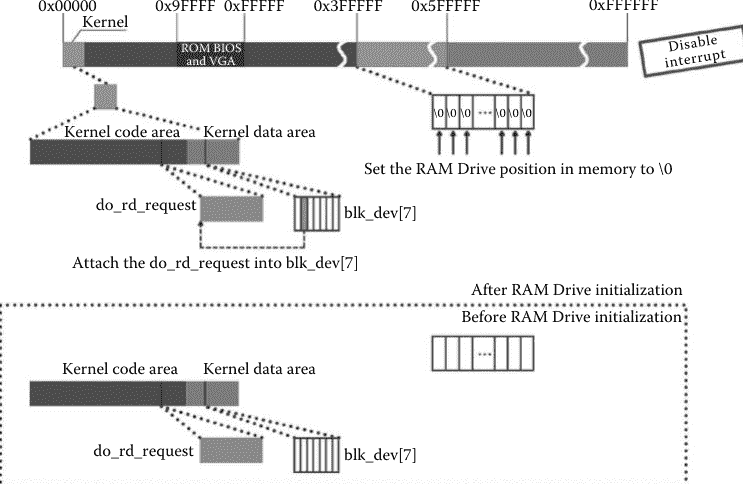 0x00000 0x9FFFF 0xFFFFF 0x3FFFFF 0x5FFFFF 0xFFFFFF
Kernel
ROM BIOS
and VGA
Disable
interrupt
\0 \0 \0 ---- \0 \0 \0
Kernel code area Kernel data area
Set the RAM Drive position in memory to \0
do_rd_request
blk_dev[7]
Attach the do_rd_request into blk_dev[7]
After RAM Drive initialization
Before RAM Drive initialization
----
Kernel code area Kernel data area
do_rd_request
blk_dev[7]